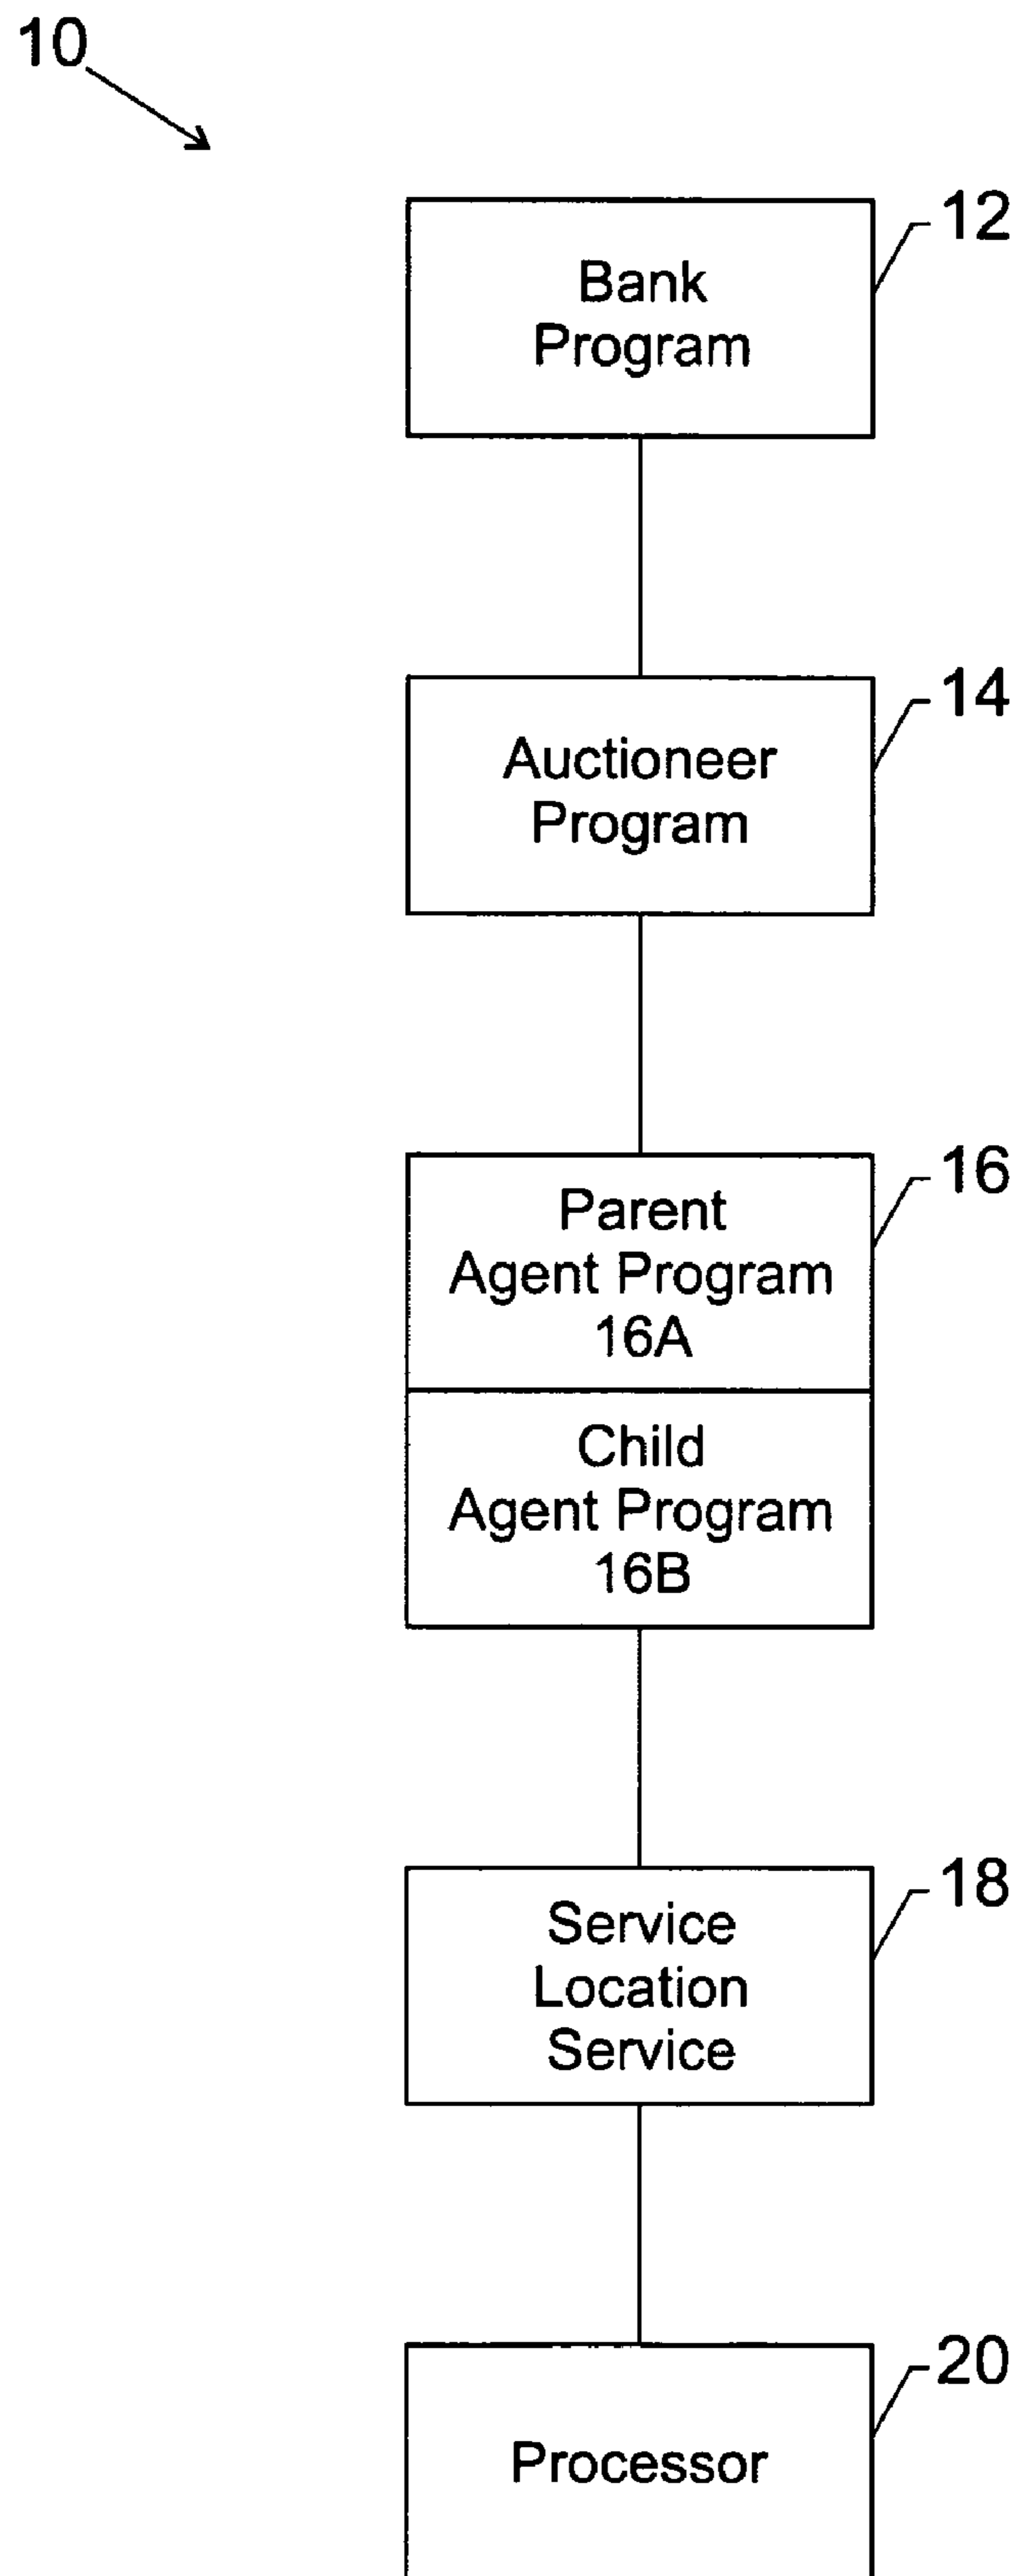 10
12
Bank
Program
14
Auctioneer
Program
16
Parent
Agent Program
16A
Child
Agent Program
16B
18
Service
Location
Service
20
Processor